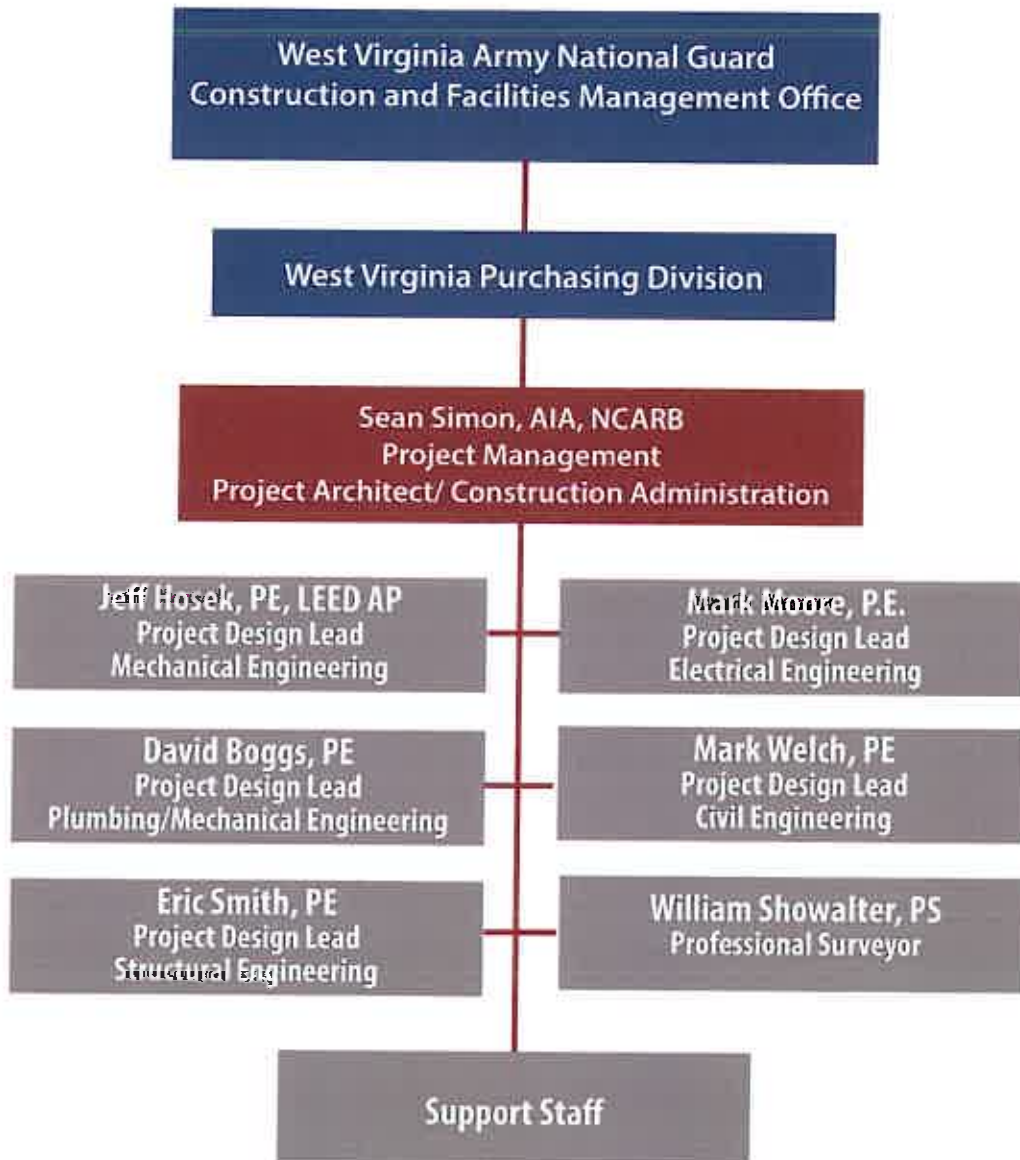 West Virginia Army National Guard
Construction and Facilities Management Office
West Virginia Purchasing Division
Sean Simon, AIA, NCARB
Project Management
Project Architect/ Construction Administration
Jeff Hosek, PE, LEED AP
Project Design Lead
Mechanical Engineering
Mark Moore, P.E.
Project Design Lead
Electrical Engineering
David Boggs, PE
Project Design Lead
Plumbing/Mechanical Engineering
Mark Welch, PE
Project Design Lead
Civil Engineering
Eric Smith, PE
Project Design Lead
Structural Engineering
William Showalter, PS
Professional Surveyor
Support Staff